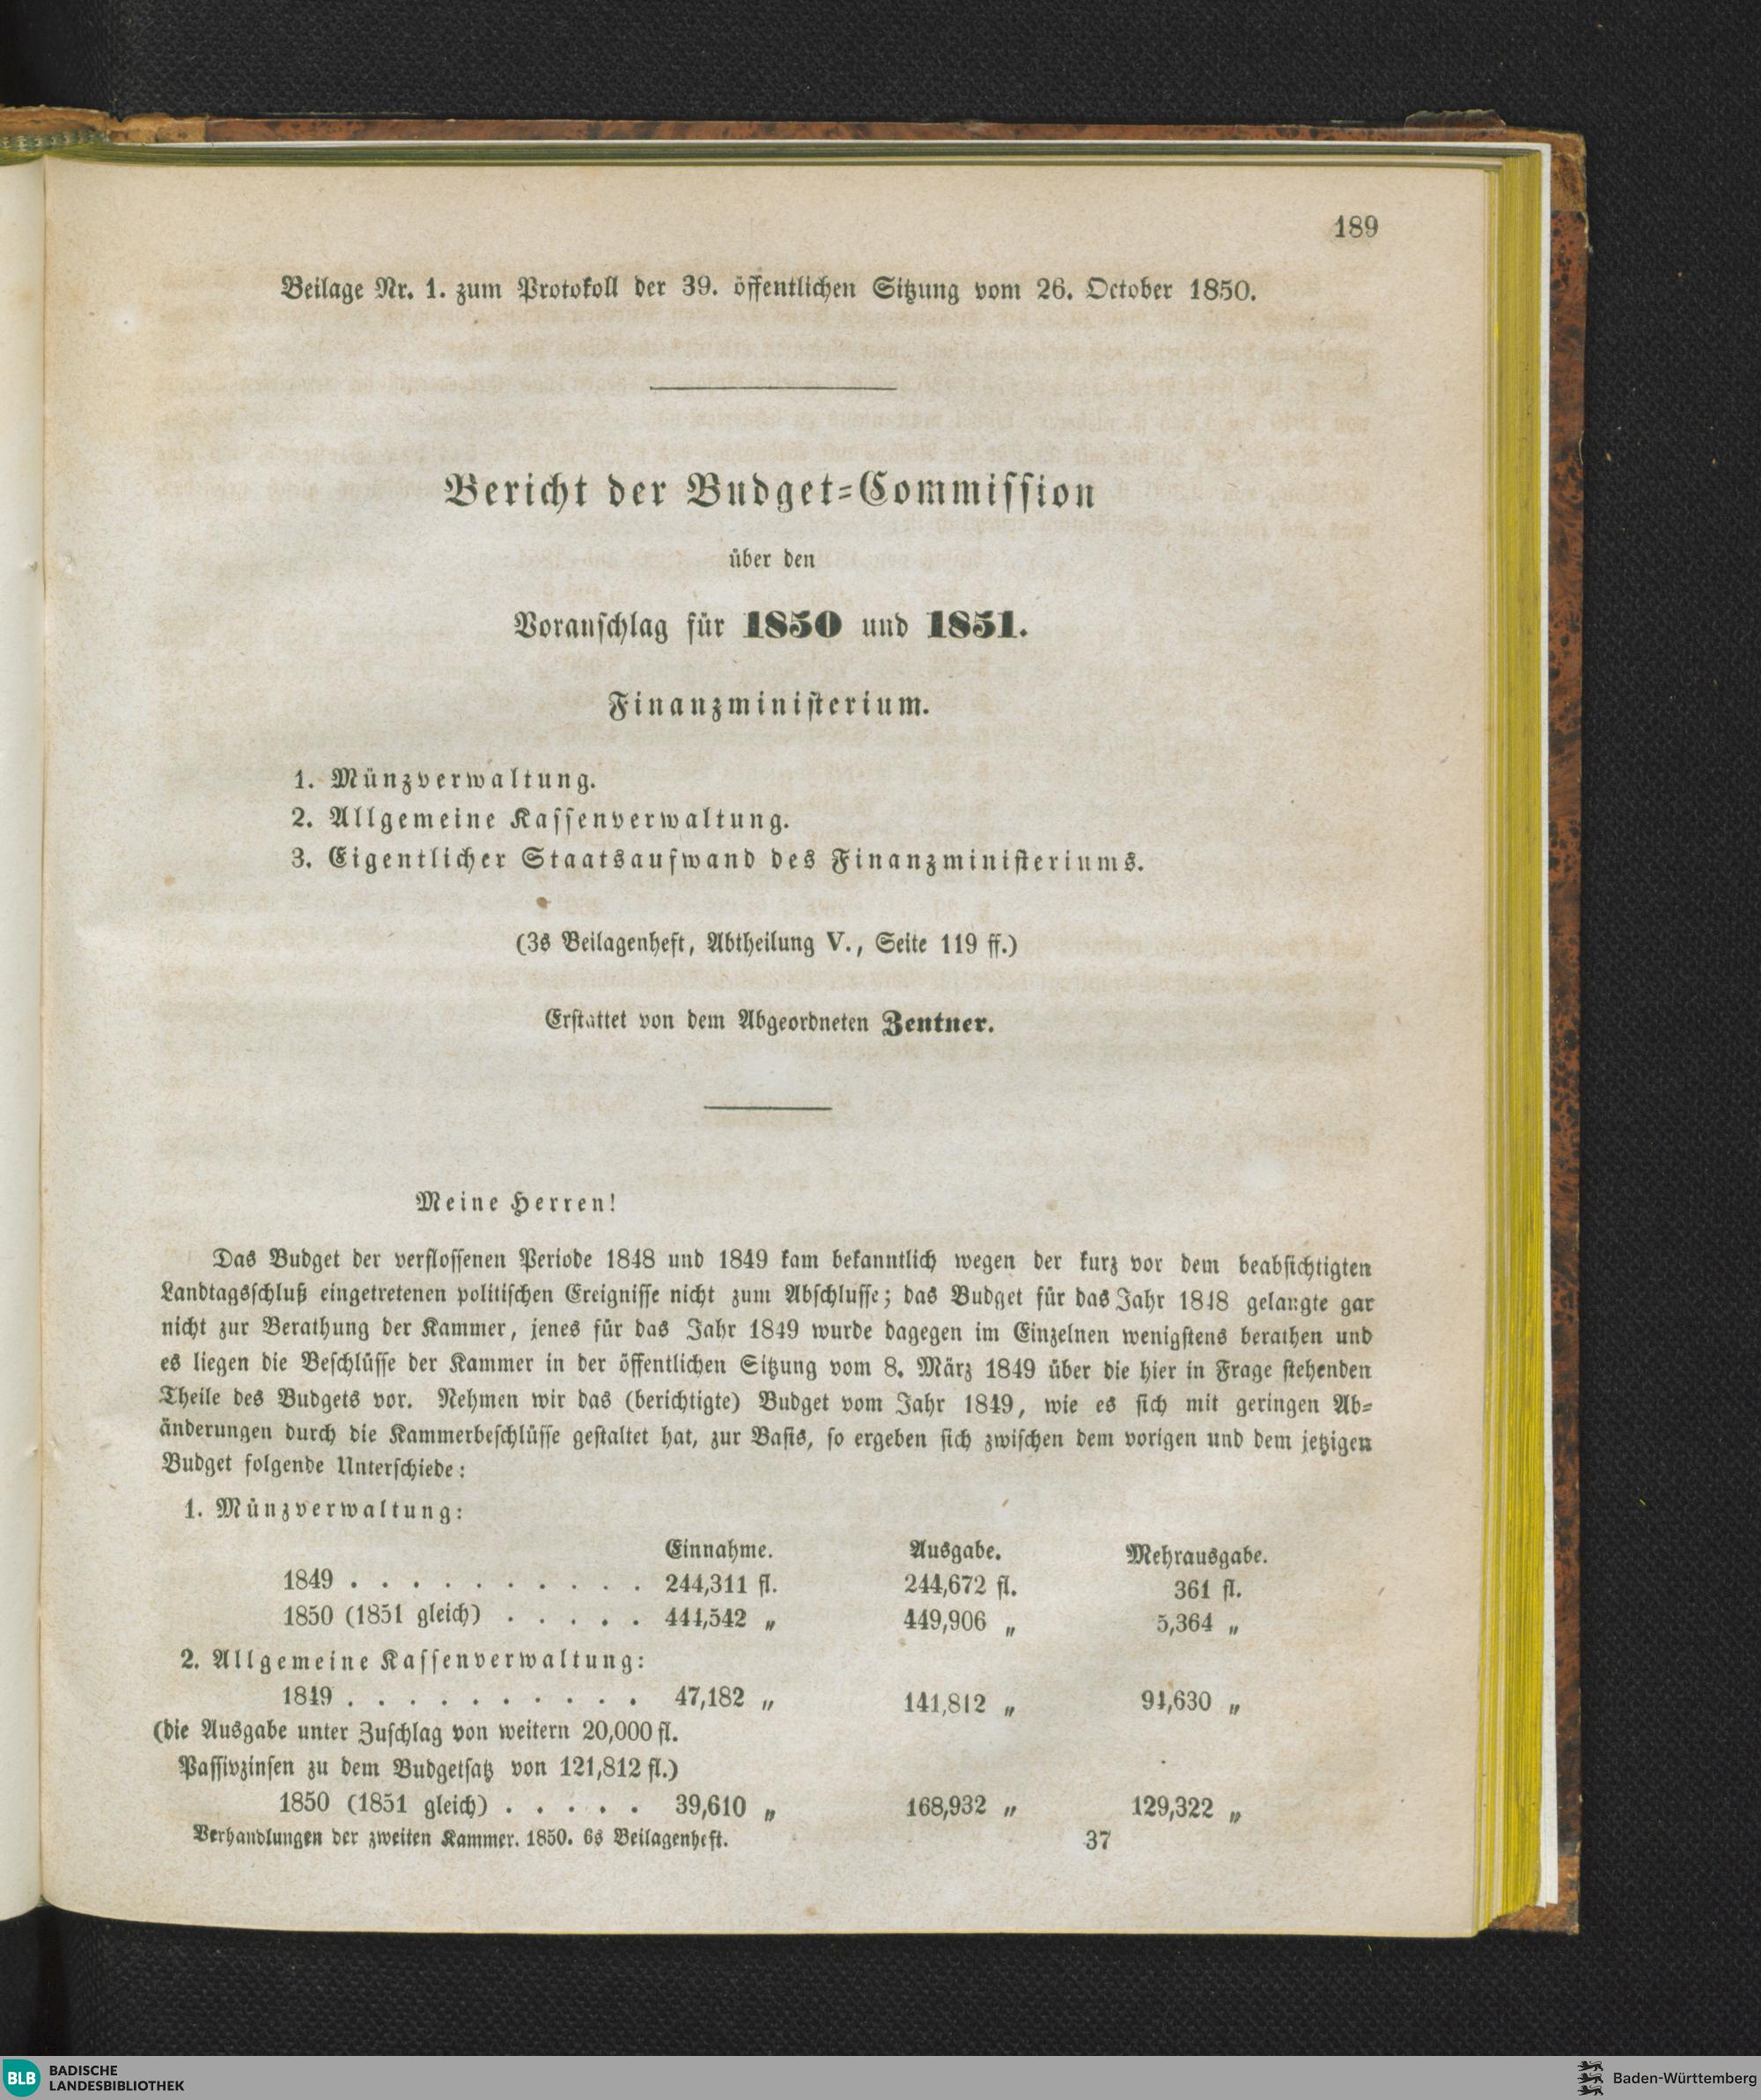 189
Beilage Nr. 1. zum Protokoll der 39. öffentlichen Sitzung vom 26. October 1850.
Bericht der Budget-Commission
über den
Voranschlag für 1850 und 1851.
Finanzministerium.
1. Münzverwaltung.
2. Allgemeine Kassenverwaltung.
3. Eigentlicher Staatsaufwand des Finanzministeriums.
(3s Beilagenheft, Abtheilung V., Seite 119 ff.)
Erstattet von dem Abgeordneten Zentner.
Meine Herren!
Das Budget der verflossenen Periode 1848 und 1849 kam bekanntlich wegen der kurz vor dem beabsichtigten
Landtagsschluß eingetretenen politischen Ereignisse nicht zum Abschlusse; das Budget für das Jahr 1848 gelangte gar
nicht zur Berathung der Kammer, jenes für das Jahr 1849 wurde dagegen im Einzelnen wenigstens berathen und
es liegen die Beschlüsse der Kammer in der öffentlichen Sitzung vom 8. März 1849 über die hier in Frage stehenden
Theile des Budgets vor. Nehmen wir das (berichtigte) Budget vom Jahr 1849, wie es sich mit geringen Ab-
änderungen durch die Kammerbeschlüsse gestaltet hat, zur Basis, so ergeben sich zwischen dem vorigen und dem jetzigen
Budget folgende Unterschiede:
1. Münzverwaltung:
Einnahme. Ausgabe. Mehrausgabe.
1849 . . . . . . . . . . 244,311 fl. 244,672 fl. 361 fl.
1850 (1851 gleich) . . . . . 444,542 „ 449,906 „ 5,364 „
2. Allgemeine Kassenverwaltung:
1849 . . . . . . . . . . 47,182 „ 141,812 „ 94,630 „
(die Ausgabe unter Zuschlag von weitern 20,000 fl.
Passivzinsen zu dem Budgetsatz von 121,812 fl.)
1850 (1851 gleich) . . . . . 39,610 „ 168,932 „ 129,322 „
Verhandlungen der zweiten Kammer. 1850. 6s Beilagenheft. 37
BLB BADISCHE
LANDESBIBLIOTHEK
Baden-Württemberg